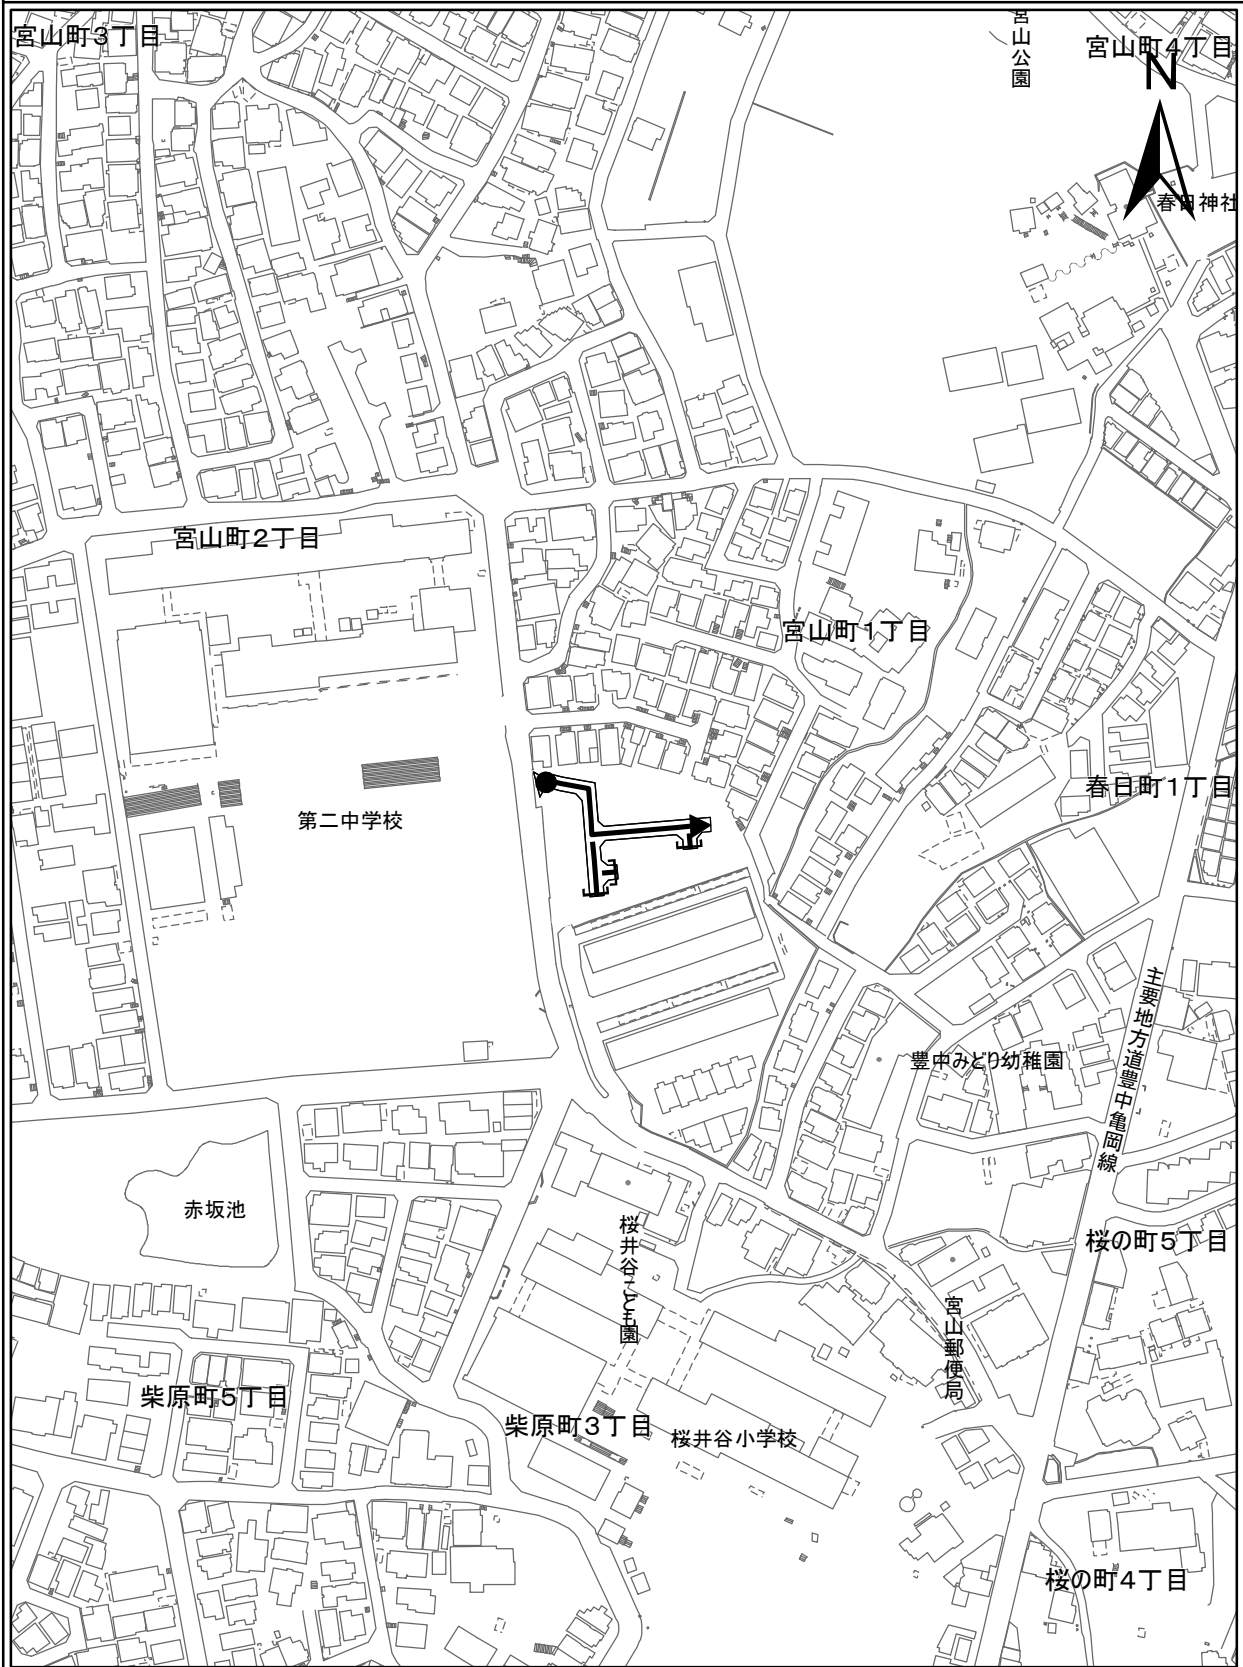 宮山町3丁目
宮山公園
宮山町4丁目
N
春日神社
宮山町2丁目
宮山町1丁目
春日町1丁目
第二中学校
主要地方道豊中亀岡線
豊中みどり幼稚園
赤坂池
桜井谷こども園
桜の町5丁目
宮山郵便局
柴原町5丁目
柴原町3丁目
桜井谷小学校
桜の町4丁目